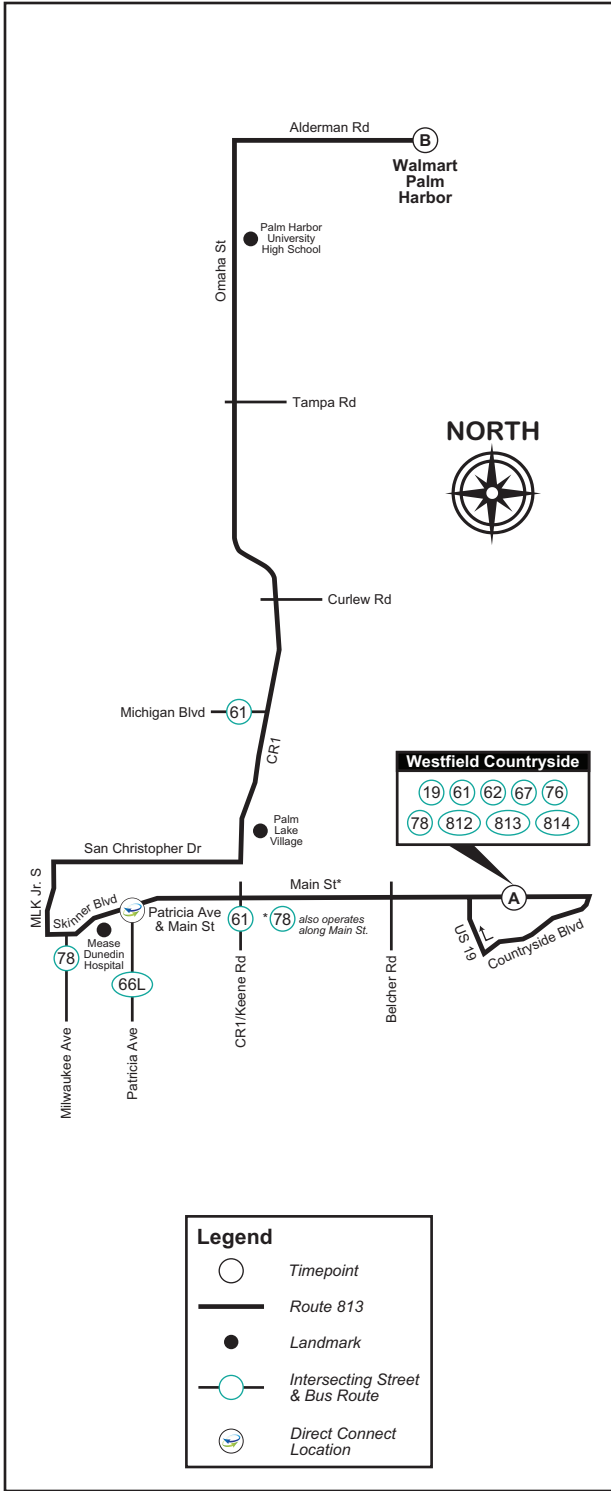 Alderman Rd
B
Walmart
Palm
Harbor
Palm Harbor
University
High School
Omaha St
Tampa Rd
NORTH
Curlew Rd
Michigan Blvd
61
CR1
Westfield Countryside
19 61 62 67 76
78 812 813 814
Palm
Lake
Village
San Christopher Dr
MLK Jr. S
Skinner Blvd
Main St*
A
Patricia Ave
& Main St
61
* 78 also operates
along Main St.
US 19
Countryside Blvd
Mease
Dunedin
Hospital
78
66L
Milwaukee Ave
Patricia Ave
CR1/Keene Rd
Belcher Rd
Legend
Timepoint
Route 813
Landmark
Intersecting Street
& Bus Route
Direct Connect
Location